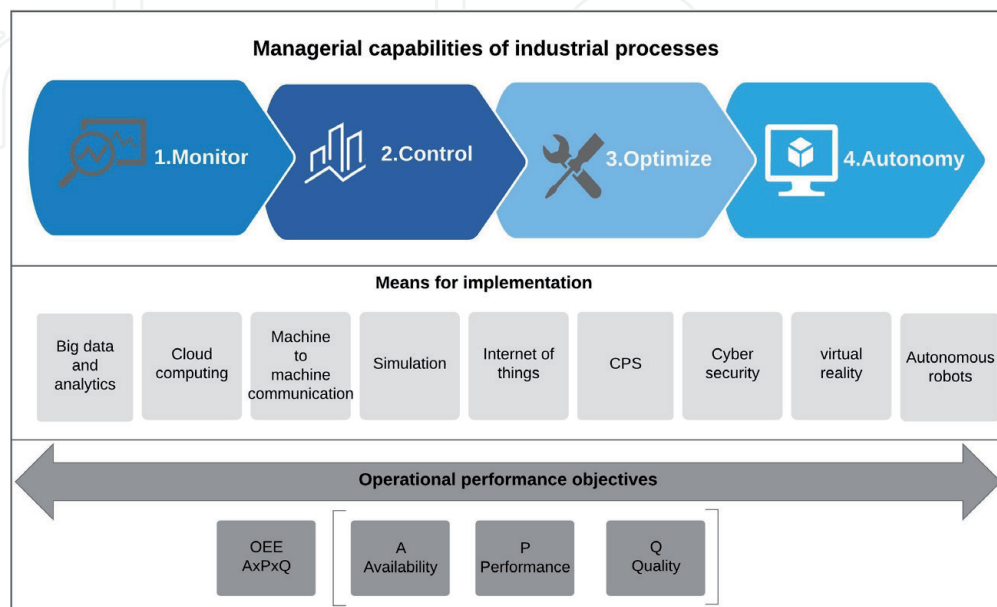 Managerial capabilities of industrial processes
1.Monitor
2.Control
3.Optimize
4.Autonomy
Means for implementation
Big data
and
analytics
Cloud
computing
Machine
to
machine
communication
Simulation
Internet of
things
CPS
Cyber
security
virtual
reality
Autonomous
robots
Operational performance objectives
OEE
AxPxQ
A
Availability
P
Performance
Q
Quality